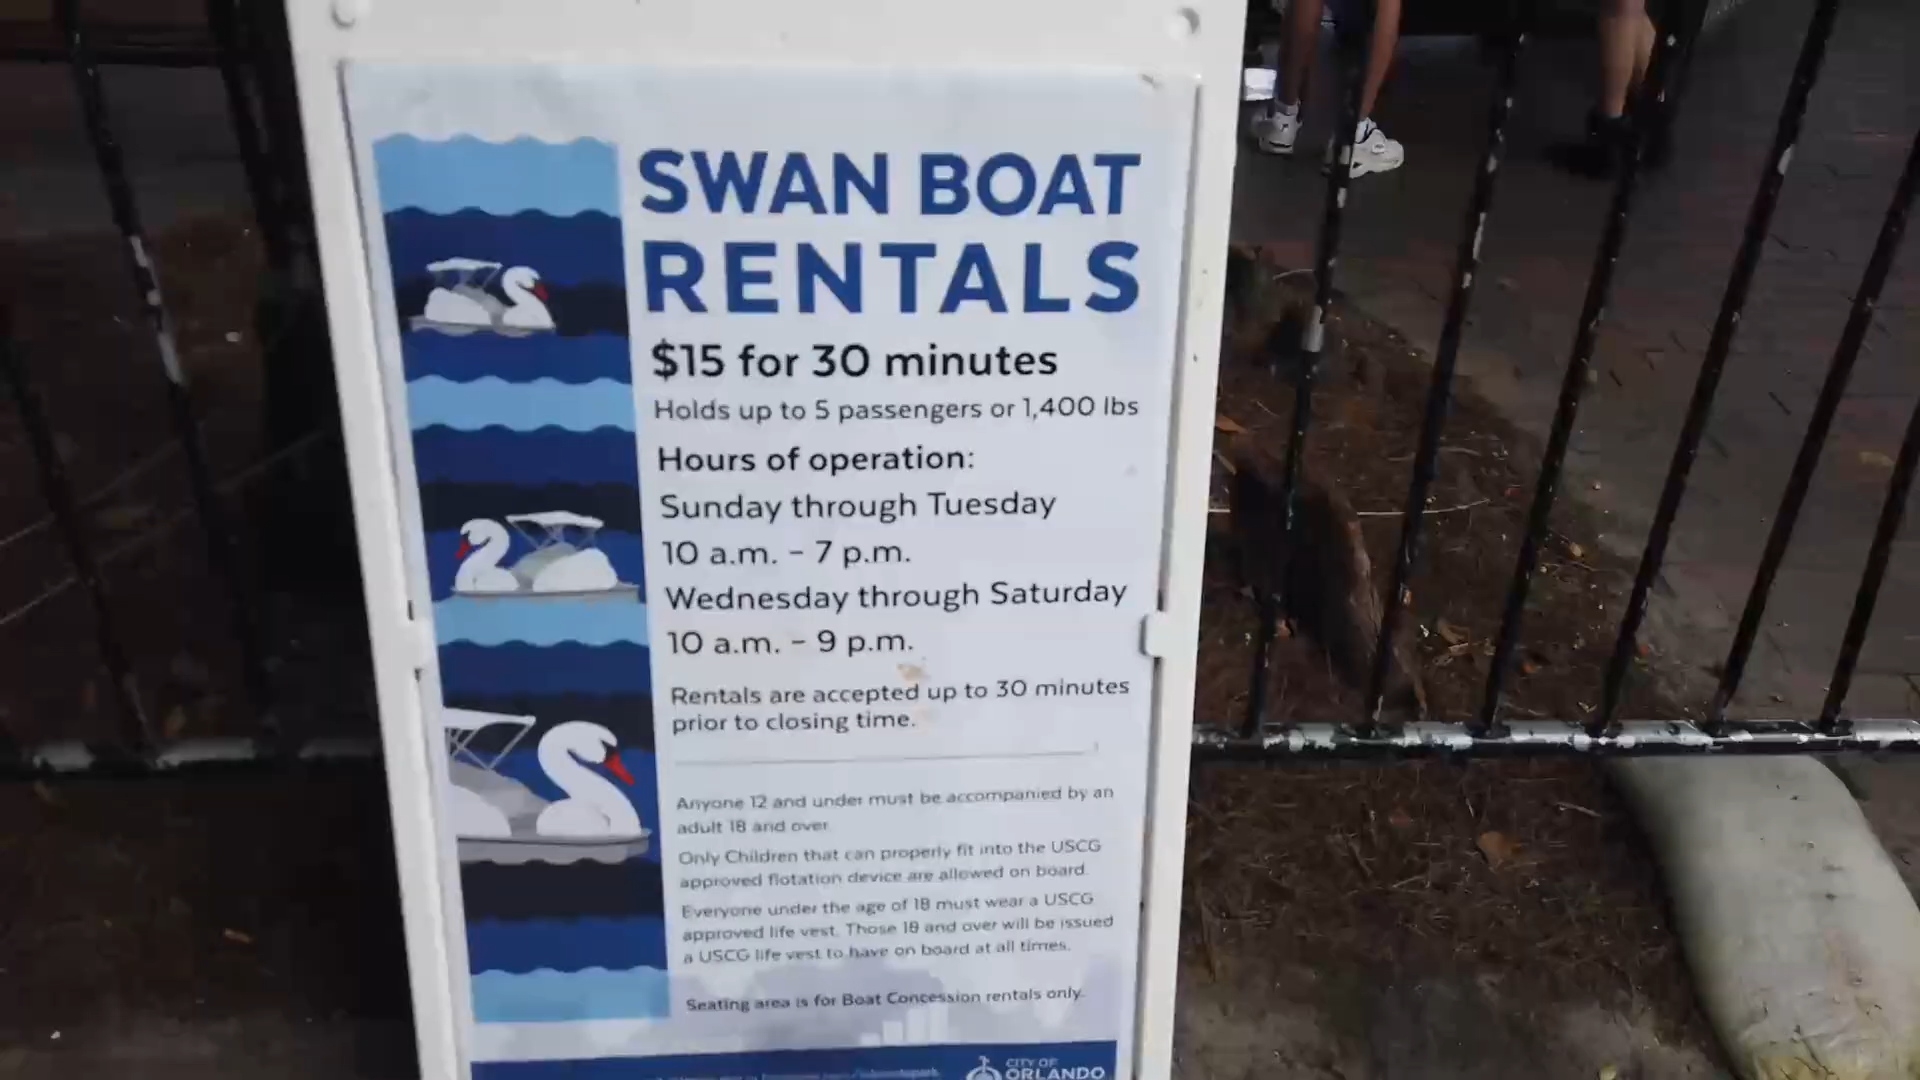 SWAN BOAT
RENTALS
$15 for 30 minutes
Holds up to 5 passengers or 1,400 lbs
Hours of operation:
Sunday through Tuesday
10 a.m. - 7 p.m.
Wednesday through Saturday
10 a.m. - 9 p.m.
Rentals are accepted up to 30 minutes
prior to closing time.
Anyone 12 and under must be accompanied by an
adult 18 and over.
Only Children that can properly fit into the USCG
approved flotation device are allowed on board.
Everyone under the age of 18 must wear a USCG
approved life vest. Those 18 and over will be issued
a USCG life vest to have on board at all times.
Seating area is for Boat Concession rentals only.
CITY OF
ORLANDO